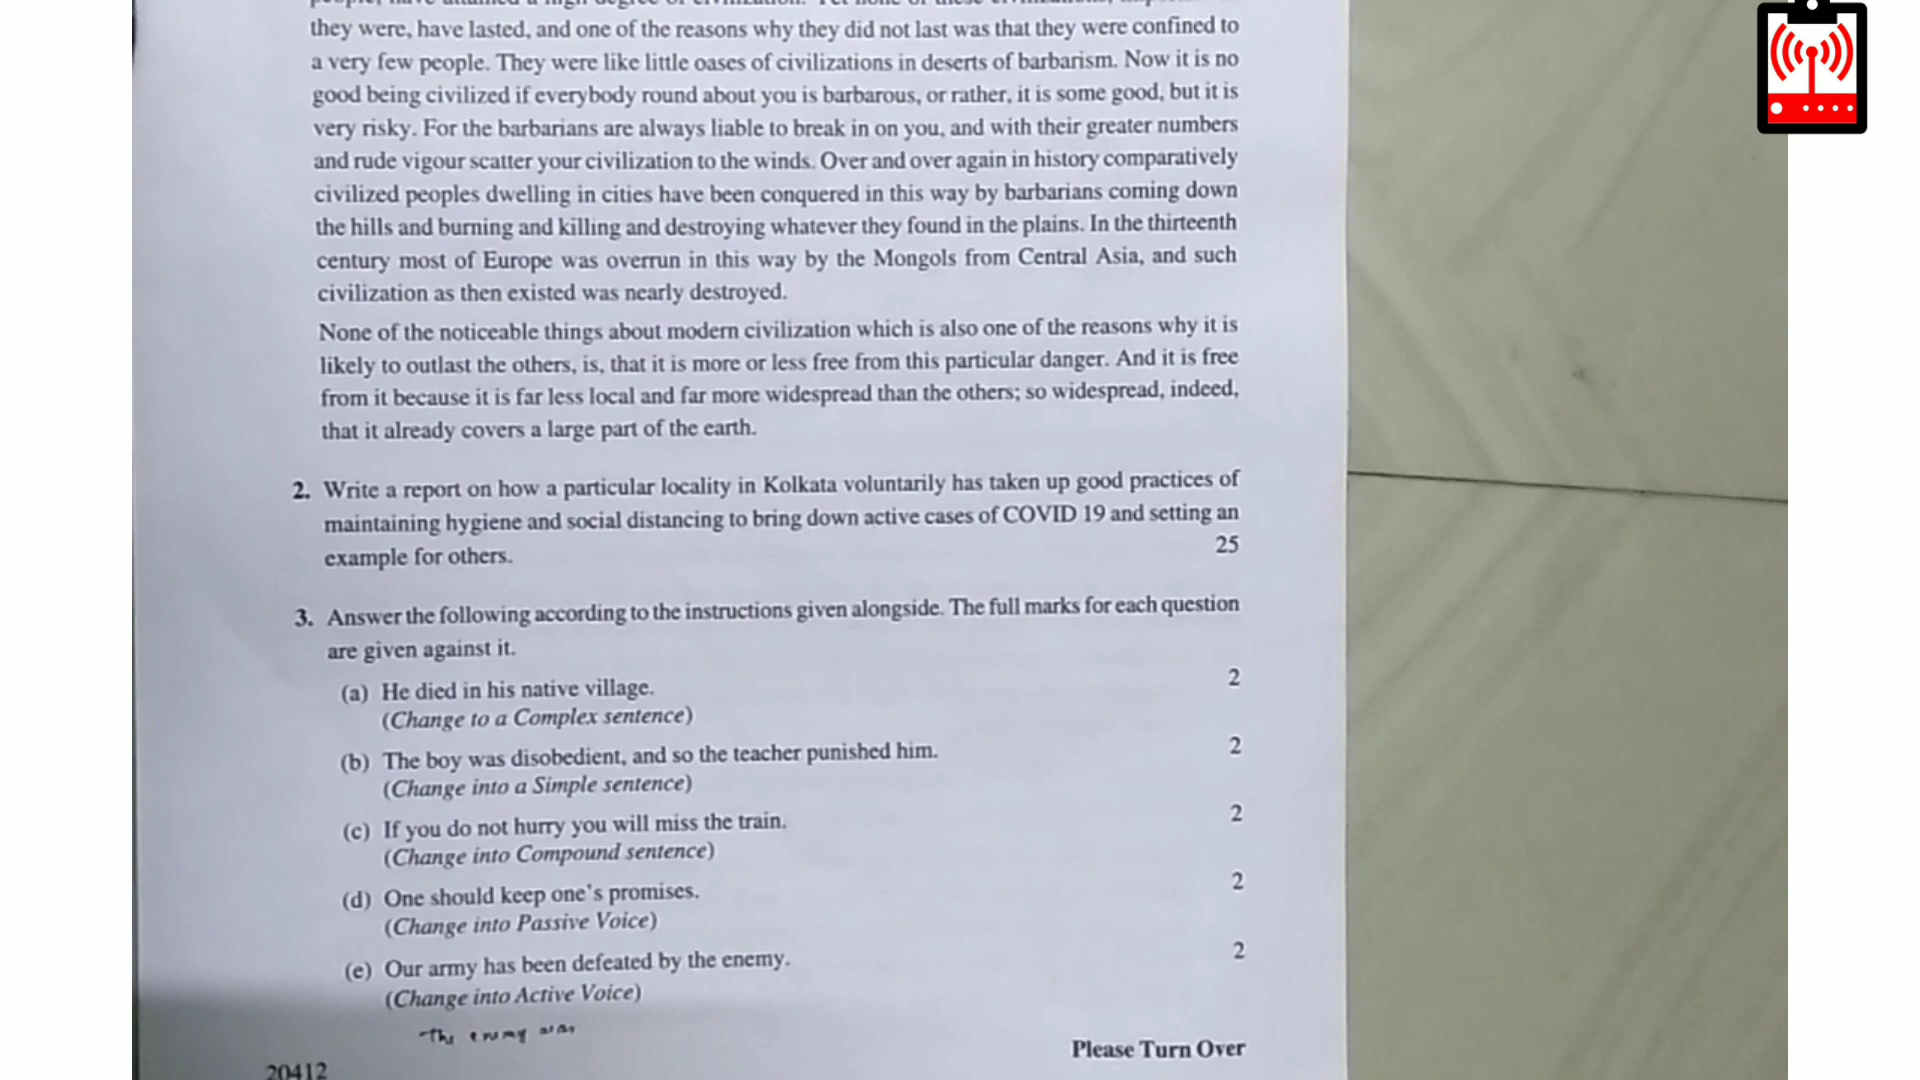 they were, have lasted, and one of the reasons why they did not last was that they were confined to
a very few people. They were like little oases of civilizations in deserts of barbarism. Now it is no
good being civilized if everybody round about you is barbarous, or rather, it is some good, but it is
very risky. For the barbarians are always liable to break in on you, and with their greater numbers
and rude vigour scatter your civilization to the winds. Over and over again in history comparatively
civilized peoples dwelling in cities have been conquered in this way by barbarians coming down
the hills and burning and killing and destroying whatever they found in the plains. In the thirteenth
century most of Europe was overrun in this way by the Mongols from Central Asia, and such
civilization as then existed was nearly destroyed.
None of the noticeable things about modern civilization which is also one of the reasons why it is
likely to outlast the others, is, that it is more or less free from this particular danger. And it is free
from it because it is far less local and far more widespread than the others; so widespread, indeed,
that it already covers a large part of the earth.
2. Write a report on how a particular locality in Kolkata voluntarily has taken up good practices of
maintaining hygiene and social distancing to bring down active cases of COVID 19 and setting an
example for others. 25
3. Answer the following according to the instructions given alongside. The full marks for each question
are given against it.
(a) He died in his native village. 2
(Change to a Complex sentence)
(b) The boy was disobedient, and so the teacher punished him. 2
(Change into a Simple sentence)
(c) If you do not hurry you will miss the train. 2
(Change into Compound sentence)
(d) One should keep one's promises. 2
(Change into Passive Voice)
(e) Our army has been defeated by the enemy. 2
(Change into Active Voice)
The enemy
Please Turn Over
20412